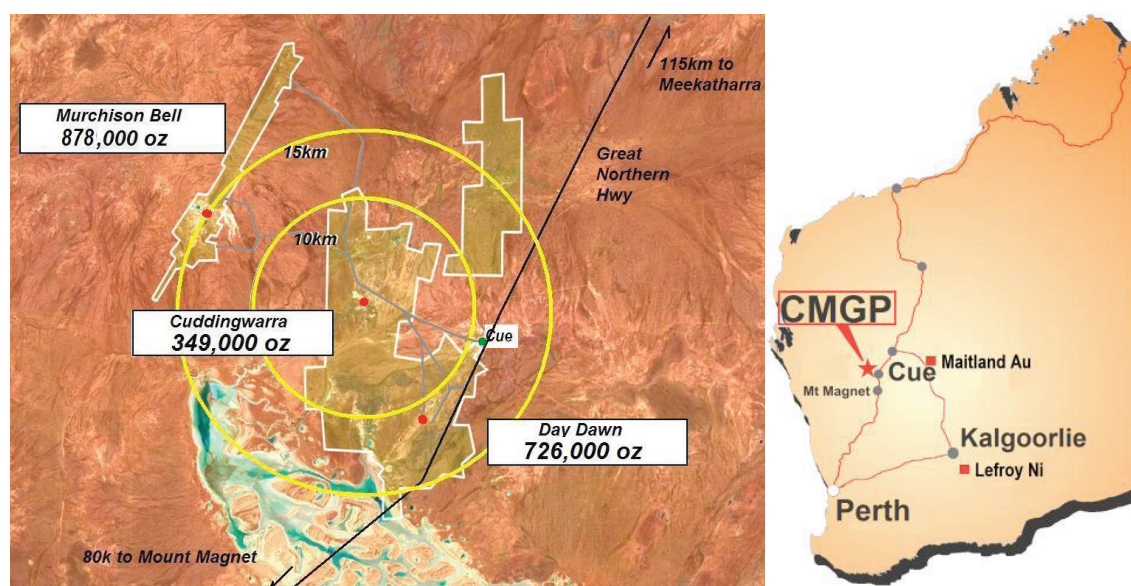 115km to
Meekatharra
Murchison Bell
878,000 oz
15km
Great
Northern
Hwy
10km
Cuddingwarra
349,000 oz
Cue
Day Dawn
726,000 oz
80k to Mount Magnet
CMGP
Maitland Au
Cue
Mt Magnet
Kalgoorlie
Lefroy Ni
Perth